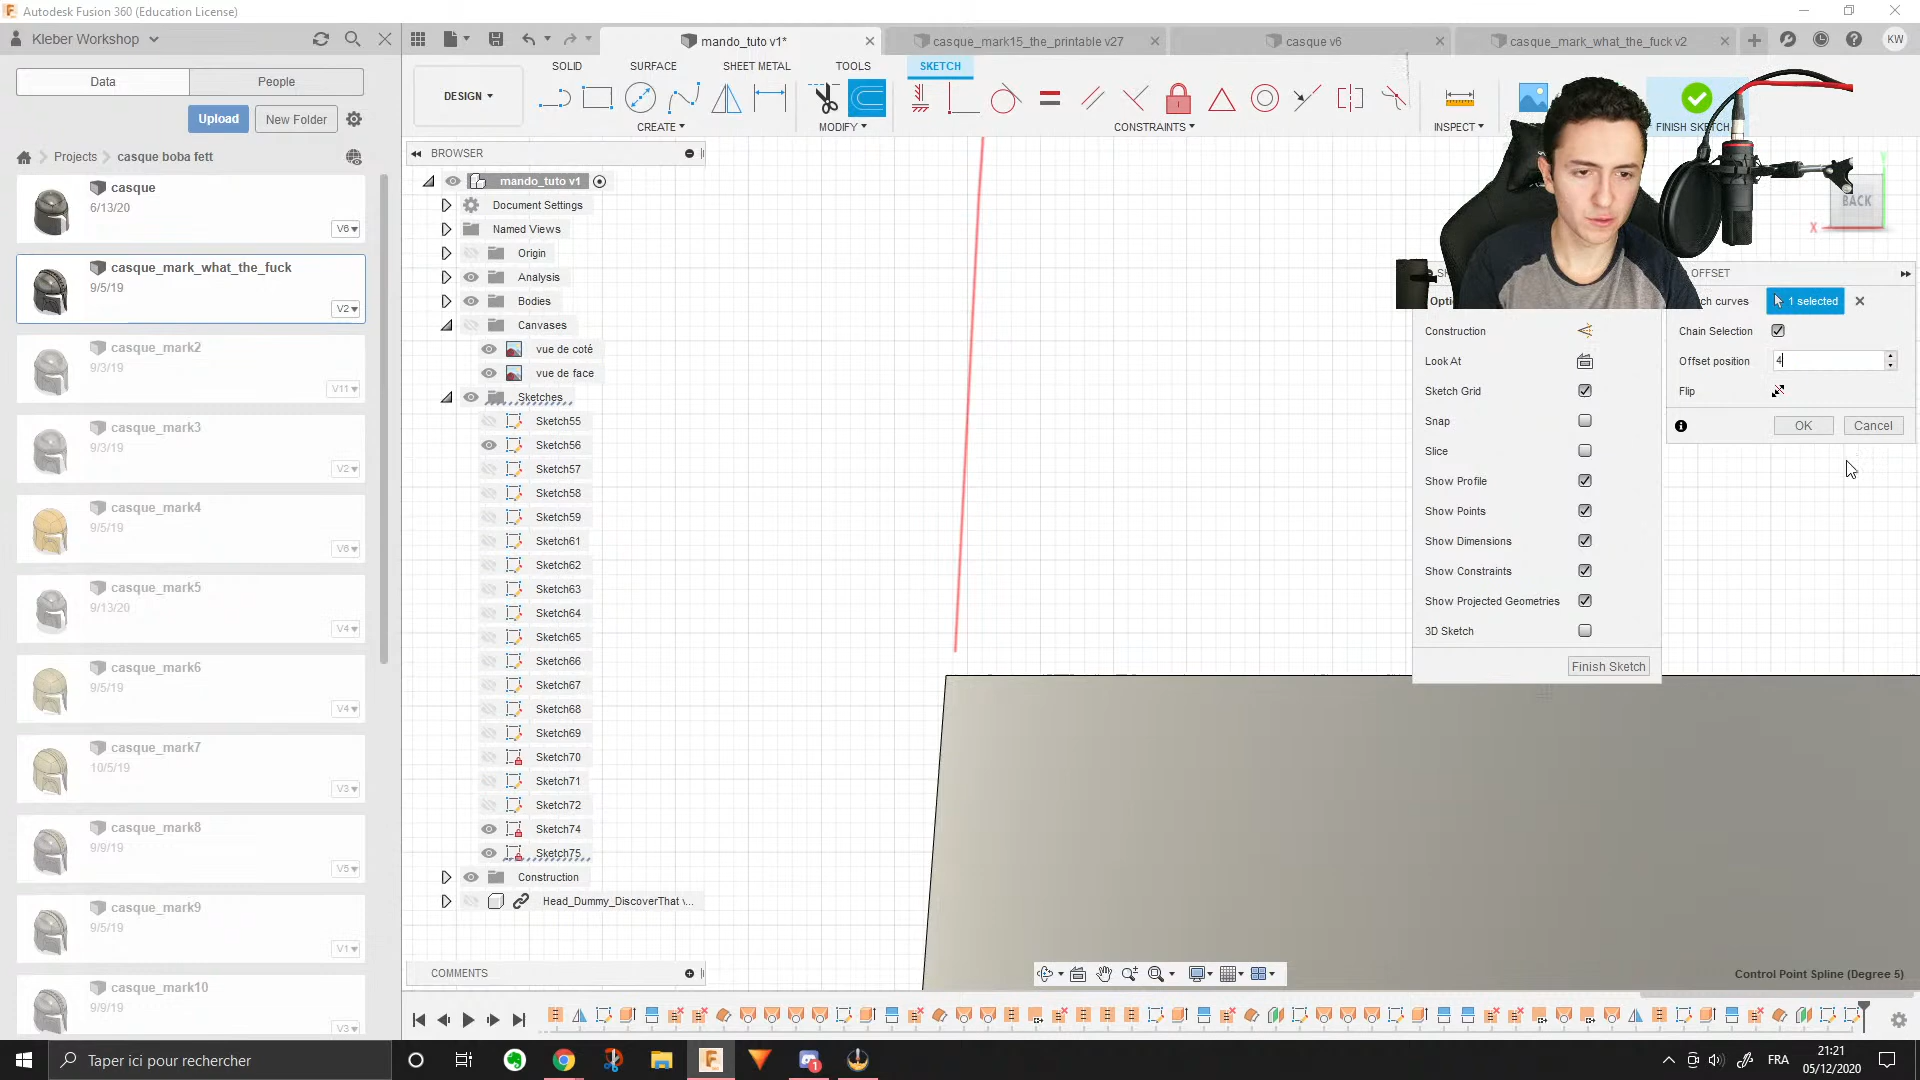 Autodesk Fusion 360 (Education License)
Kleber Workshop
mando_tuto v1*
casque_mark15_the_printable v27
casque v6
casque_mark_what_the_fuck v2
KW
Data
People
SOLID
SURFACE
SHEET METAL
TOOLS
SKETCH
DESIGN
Upload
New Folder
CREATE
MODIFY
CONSTRAINTS
INSPECT
FINISH SKETCH
Projects
casque boba fett
BROWSER
casque
6/13/20
V6
casque_mark_what_the_fuck
9/5/19
V2
casque_mark2
9/3/19
V11
casque_mark3
9/3/19
V2
casque_mark4
9/5/19
V6
casque_mark5
9/13/20
V4
casque_mark6
9/5/19
V4
casque_mark7
10/5/19
V3
casque_mark8
9/9/19
V5
casque_mark9
9/5/19
V1
casque_mark10
9/9/19
V3
mando_tuto v1
Document Settings
Named Views
Origin
Analysis
Bodies
Canvases
vue de coté
vue de face
Sketches
Sketch55
Sketch56
Sketch57
Sketch58
Sketch59
Sketch61
Sketch62
Sketch63
Sketch64
Sketch65
Sketch66
Sketch67
Sketch68
Sketch69
Sketch70
Sketch71
Sketch72
Sketch74
Sketch75
Construction
Head_Dummy_DiscoverThat v...
COMMENTS
Y
BACK
X
Construction
Look At
Sketch Grid
Snap
Slice
Show Profile
Show Points
Show Dimensions
Show Constraints
Show Projected Geometries
3D Sketch
Finish Sketch
OFFSET
curves
1 selected
Chain Selection
Offset position
4
Flip
OK
Cancel
Control Point Spline (Degree 5)
Taper ici pour rechercher
1
FRA
21:21
05/12/2020